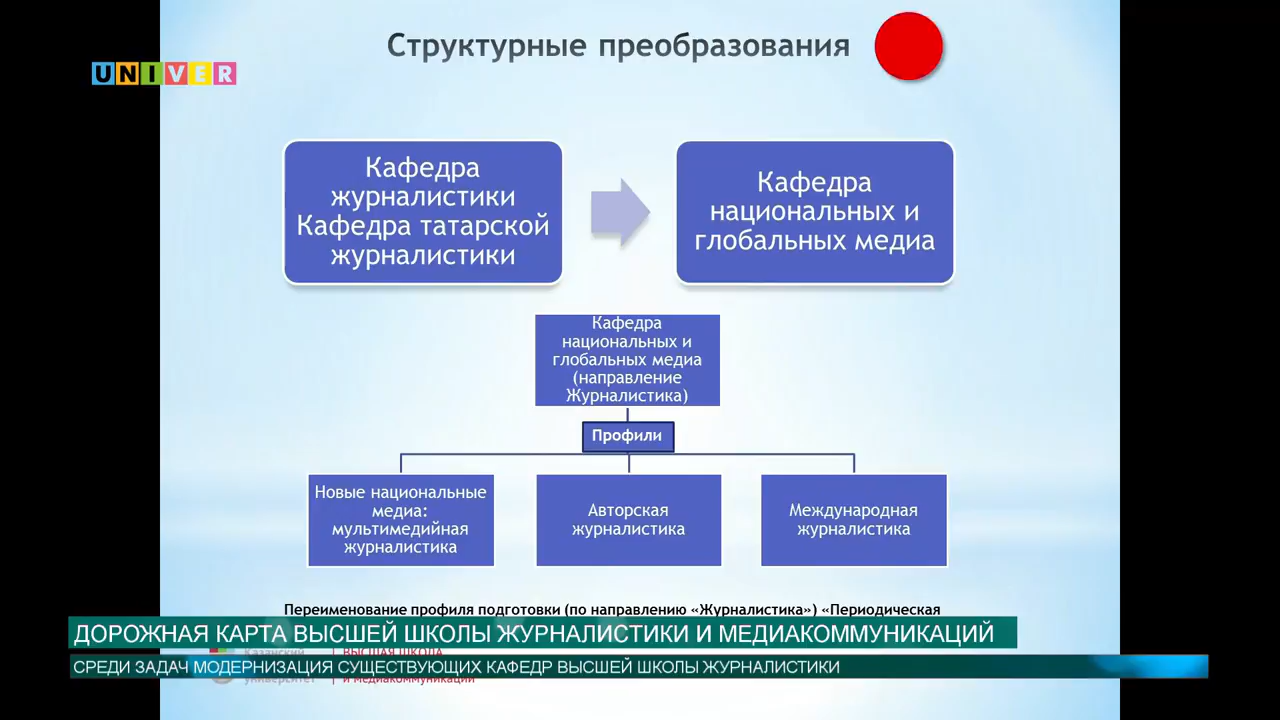 Структурные преобразования
UNIVER
Кафедра
журналистики
Кафедра татарской
журналистики
Кафедра
национальных и
глобальных медиа
Кафедра
национальных и
глобальных медиа
(направление
Журналистика)
Профили
Новые национальные
медиа:
мультимедийная
журналистика
Авторская
журналистика
Международная
журналистика
Переименование профиля подготовки (по направлению «Журналистика») «Периодическая
ДОРОЖНАЯ КАРТА ВЫСШЕЙ ШКОЛЫ ЖУРНАЛИСТИКИ И МЕДИАКОММУНИКАЦИЙ
СРЕДИ ЗАДАЧ МОДЕРНИЗАЦИЯ СУЩЕСТВУЮЩИХ КАФЕДР ВЫСШЕЙ ШКОЛЫ ЖУРНАЛИСТИКИ